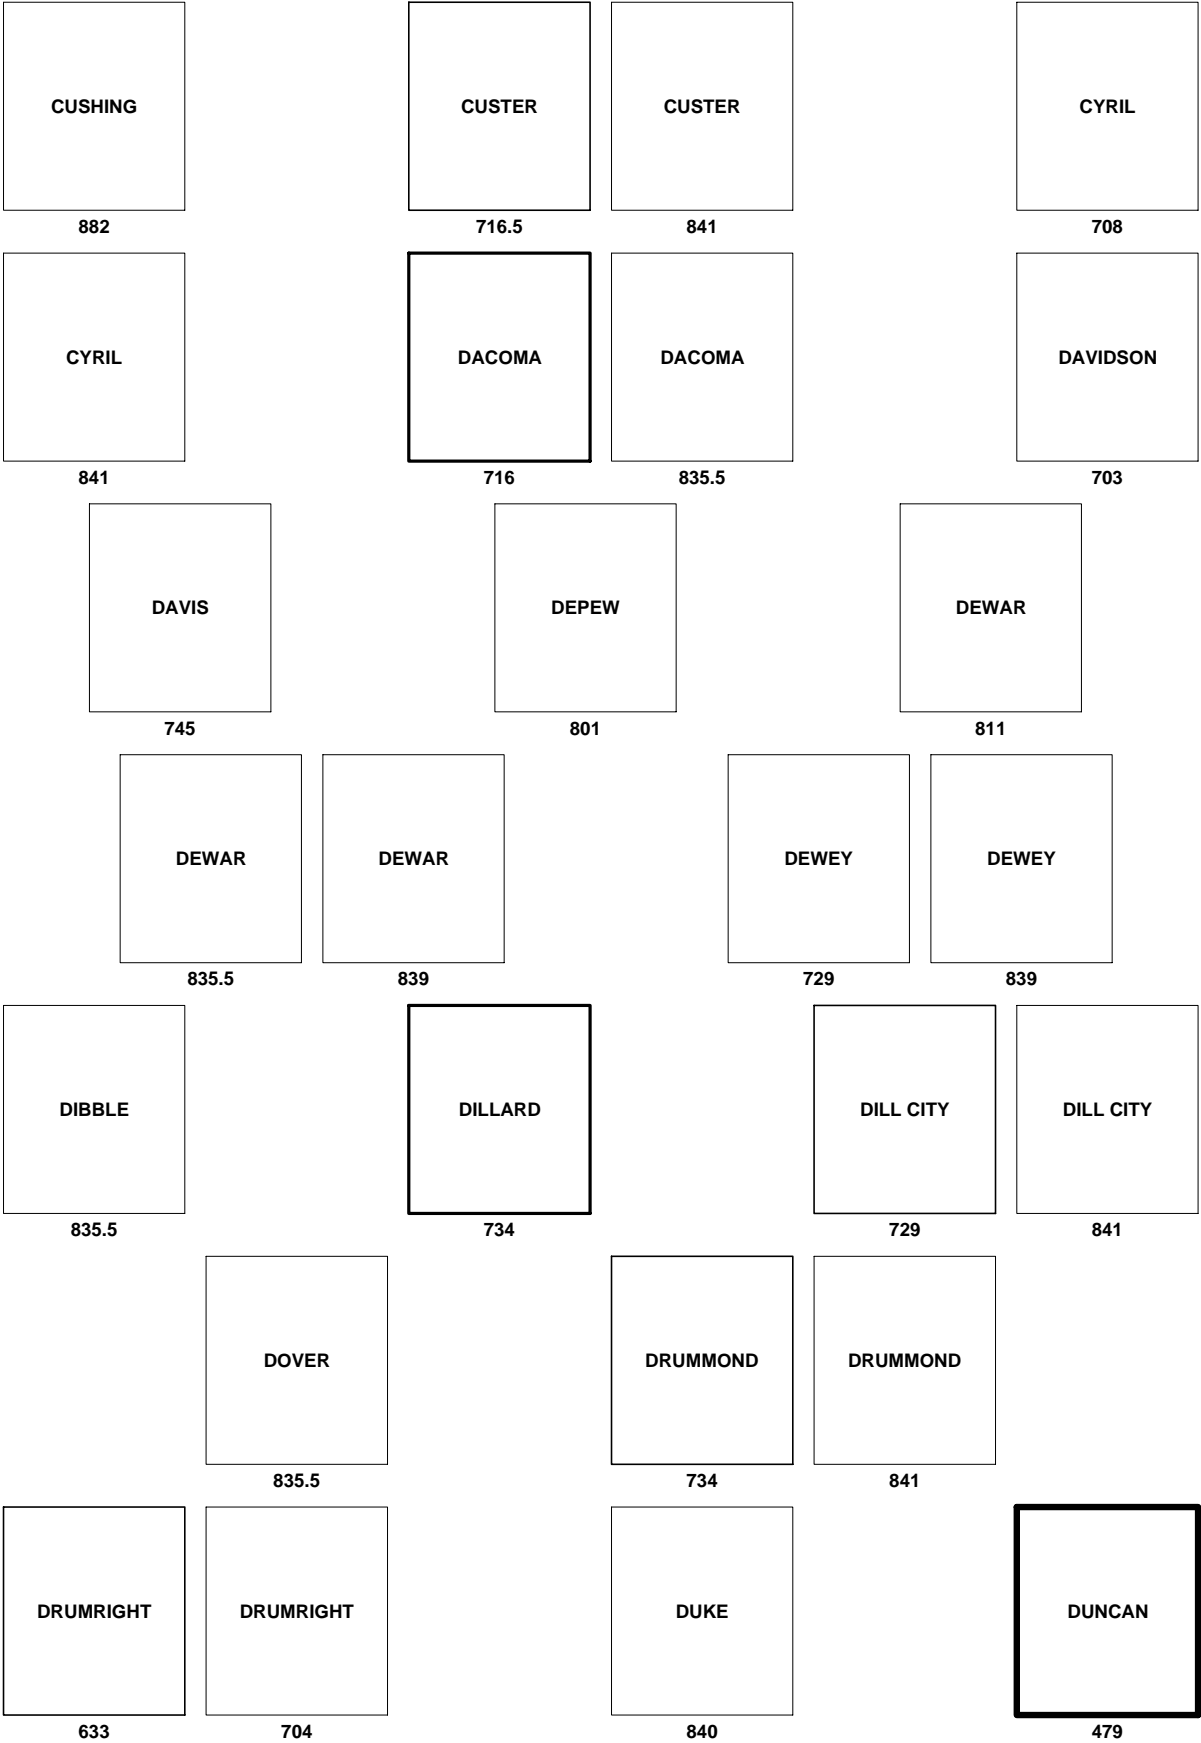 CUSHING CUSTER CUSTER CYRIL
882 716.5 841 708
CYRIL DACOMA DACOMA DAVIDSON
841 716 835.5 703
DAVIS DEPEW DEWAR
745 801 811
DEWAR DEWAR DEWEY DEWEY
835.5 839 729 839
DIBBLE DILLARD DILL CITY DILL CITY
835.5 734 729 841
DOVER DRUMMOND DRUMMOND
835.5 734 841
DRUMRIGHT DRUMRIGHT DUKE DUNCAN
633 704 840 479